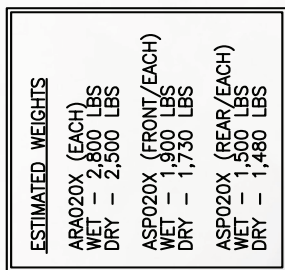 ESTIMATED WEIGHTS
ARA020X (EACH)
WET - 2,800 LBS
DRY - 2,500 LBS
ASP020X (FRONT/EACH)
WET - 1,900 LBS
DRY - 1,730 LBS
ASP020X (REAR/EACH)
WET - 1,500 LBS
DRY - 1,480 LBS